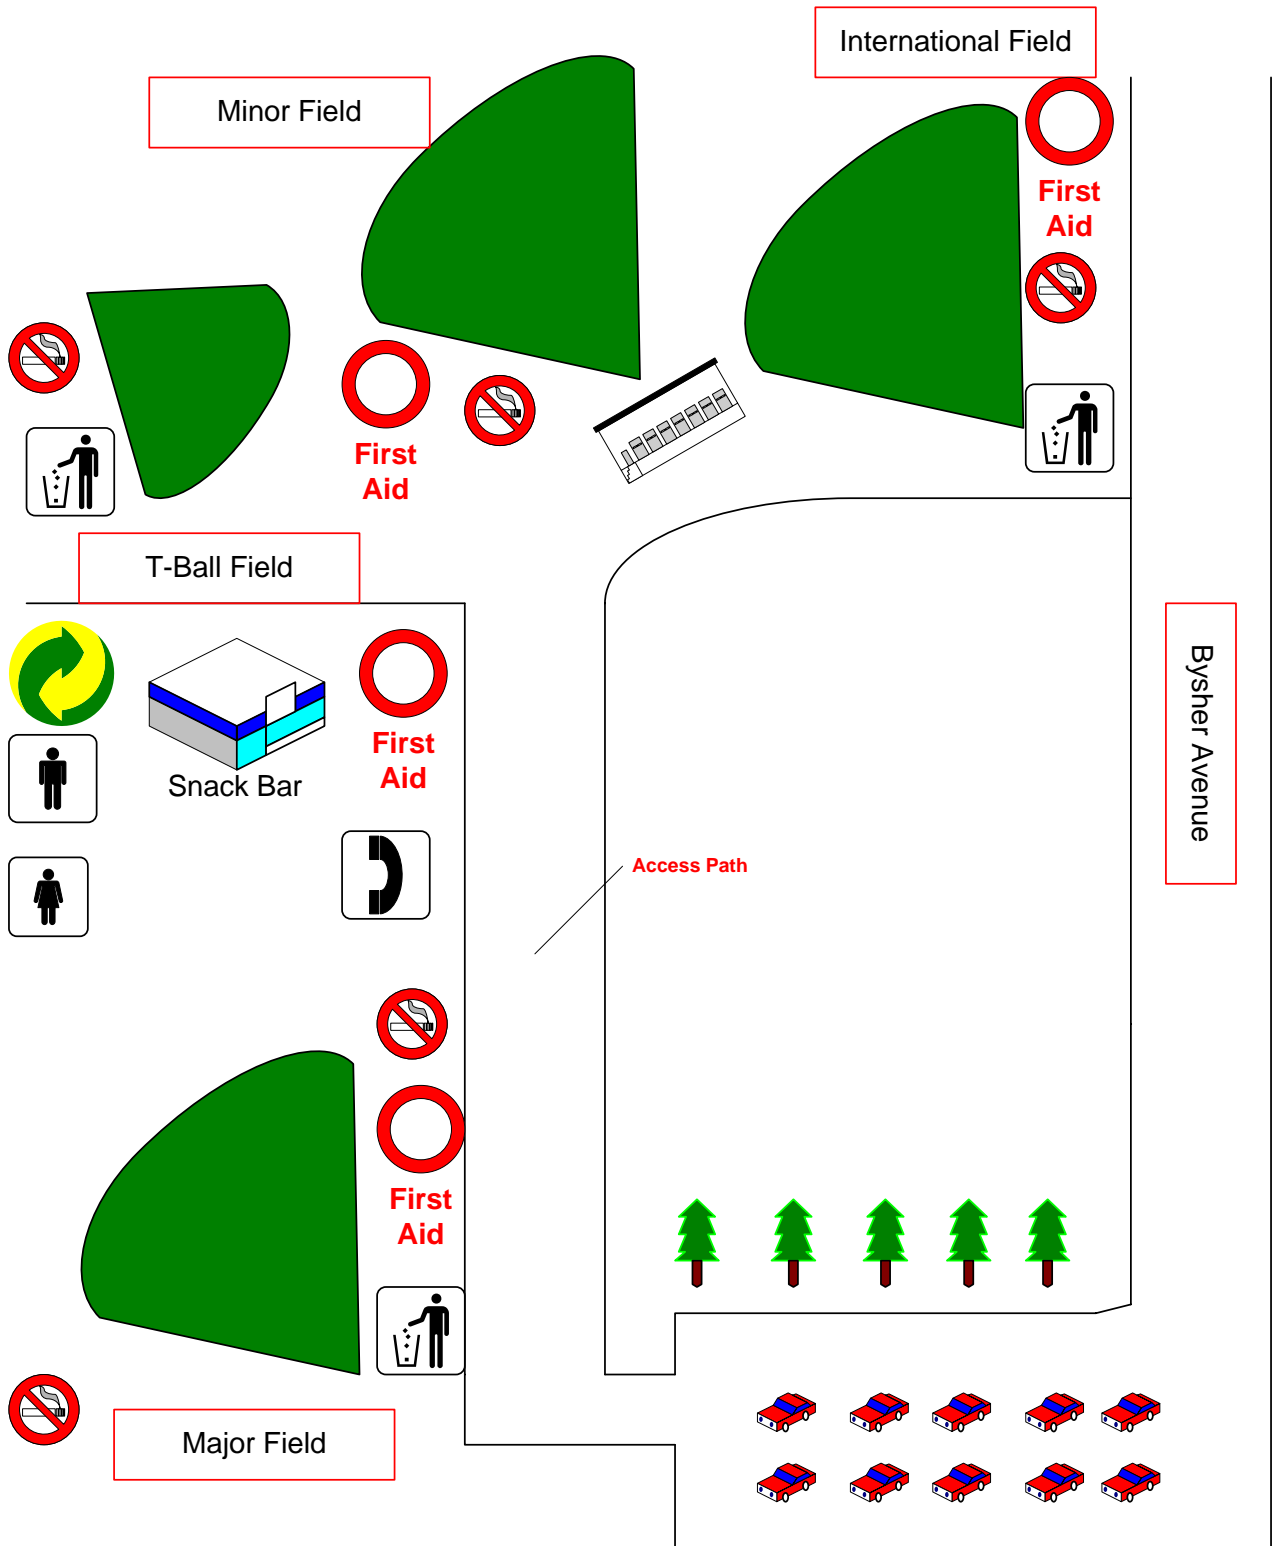 International Field
Minor Field
First
Aid
First
Aid
T-Ball Field
Bysher Avenue
First
Aid
Snack Bar
Access Path
First
Aid
Major Field